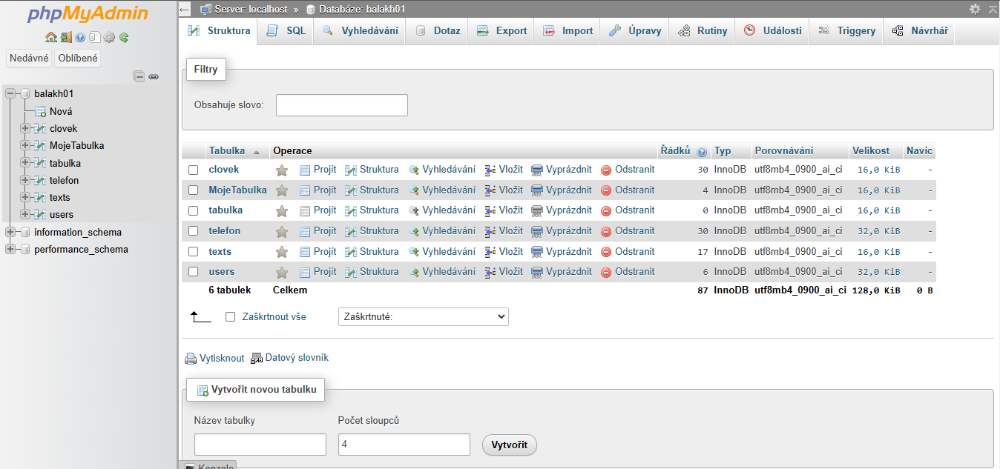 phpMyAdmin
Nedávné Oblíbené
balakh01
Nová
clovek
MojeTabulka
tabulka
telefon
texts
users
information_schema
performance_schema
Server: localhost » Databáze: balakh01
Struktura SQL Vyhledávání Dotaz Export Import Úpravy Rutiny Události Triggery Návrhář
Filtry
Obsahuje slovo:
Tabulka Operace Řádků Typ Porovnávání Velikost Navíc
clovek Projít Struktura Vyhledávání Vložit Vyprázdnit Odstranit 30 InnoDB utf8mb4_0900_ai_ci 16,0 KiB -
MojeTabulka Projít Struktura Vyhledávání Vložit Vyprázdnit Odstranit 4 InnoDB utf8mb4_0900_ai_ci 16,0 KiB -
tabulka Projít Struktura Vyhledávání Vložit Vyprázdnit Odstranit 0 InnoDB utf8mb4_0900_ai_ci 16,0 KiB -
telefon Projít Struktura Vyhledávání Vložit Vyprázdnit Odstranit 30 InnoDB utf8mb4_0900_ai_ci 32,0 KiB -
texts Projít Struktura Vyhledávání Vložit Vyprázdnit Odstranit 17 InnoDB utf8mb4_0900_ai_ci 16,0 KiB -
users Projít Struktura Vyhledávání Vložit Vyprázdnit Odstranit 6 InnoDB utf8mb4_0900_ai_ci 32,0 KiB -
6 tabulek Celkem 87 InnoDB utf8mb4_0900_ai_ci 128,0 KiB 0 B
Zaškrtnout vše Zaškrtnuté:
Vytisknout Datový slovník
Vytvořit novou tabulku
Název tabulky Počet sloupců
4 Vytvořit
Konzole